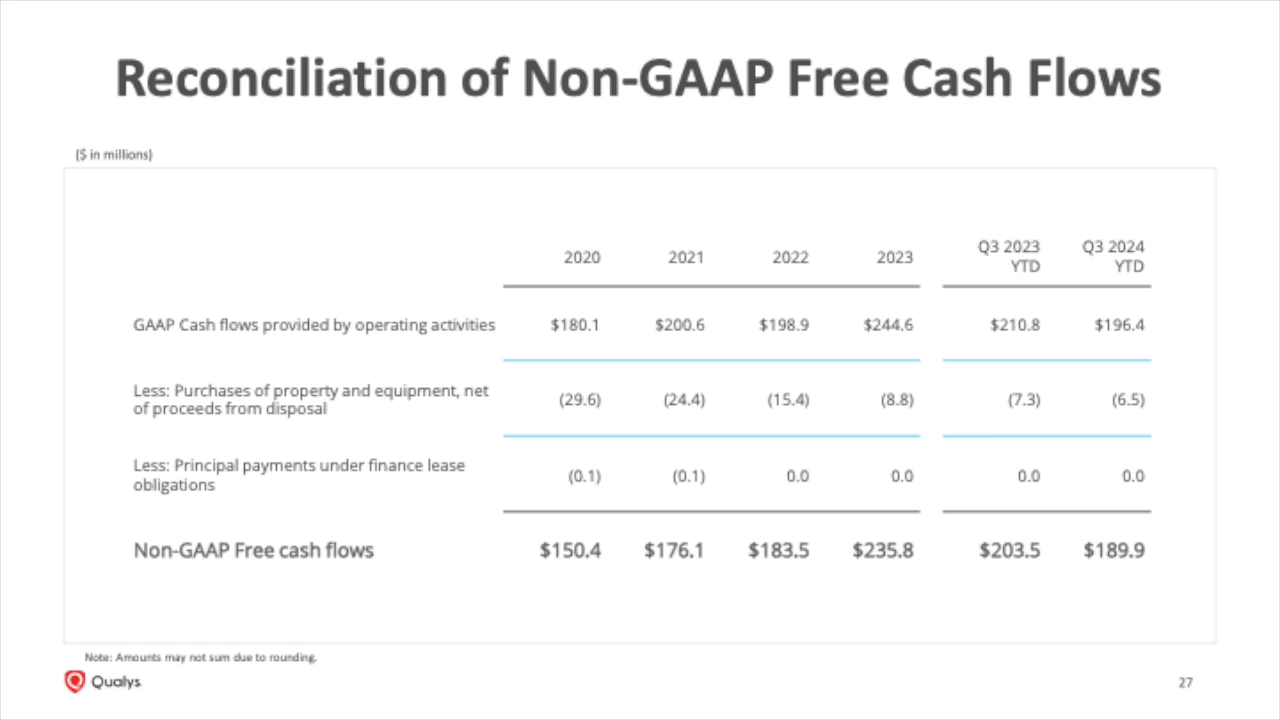 Reconciliation of Non-GAAP Free Cash Flows
($ in millions)
2020 2021 2022 2023 Q3 2023 YTD Q3 2024 YTD
GAAP Cash flows provided by operating activities $180.1 $200.6 $198.9 $244.6 $210.8 $196.4
Less: Purchases of property and equipment, net
of proceeds from disposal (29.6) (24.4) (15.4) (8.8) (7.3) (6.5)
Less: Principal payments under finance lease
obligations (0.1) (0.1) 0.0 0.0 0.0 0.0
Non-GAAP Free cash flows $150.4 $176.1 $183.5 $235.8 $203.5 $189.9
Note: Amounts may not sum due to rounding.
Qualys
27